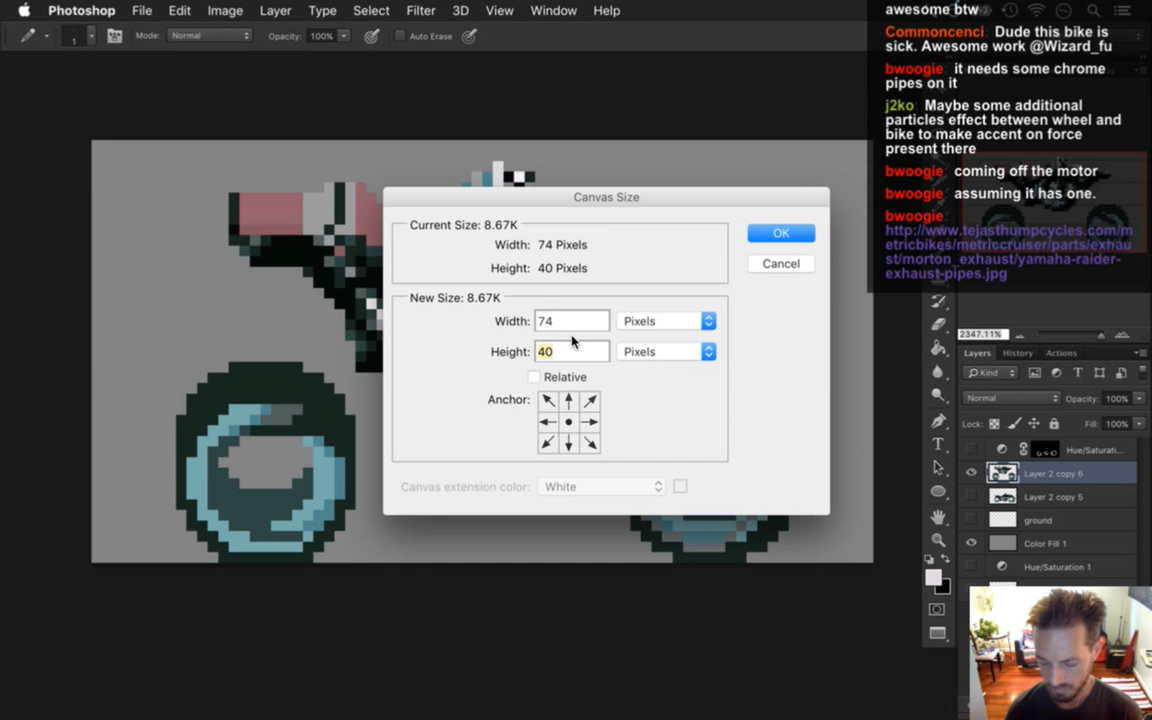 Photoshop File Edit Image Layer Type Select Filter 3D View Window Help
1 Mode: Normal Opacity: 100% Auto Erase
awesome btw
Commoncenci Dude this bike is
sick. Awesome work @Wizard_fu
bwoogie it needs some chrome
pipes on it
j2ko Maybe some additional
particles effect between wheel and
bike to make accent on force
present there
bwoogie coming off the motor
bwoogie assuming it has one.
bwoogie
http://www.tejasthumpcycles.com/m
etricbikes/metriccruiser/parts/exhau
st/morton_exhaust/yamaha-raider-
exhaust-pipes.jpg
Canvas Size
Current Size: 8.67K
Width: 74 Pixels
Height: 40 Pixels
OK
Cancel
New Size: 8.67K
Width: 74 Pixels
Height: 40 Pixels
Relative
Anchor:
Canvas extension color: White
2347.11%
Layers History Actions
Kind
Normal Opacity: 100%
Lock: Fill: 100%
Hue/Saturati...
Layer 2 copy 6
Layer 2 copy 5
ground
Color Fill 1
Hue/Saturation 1